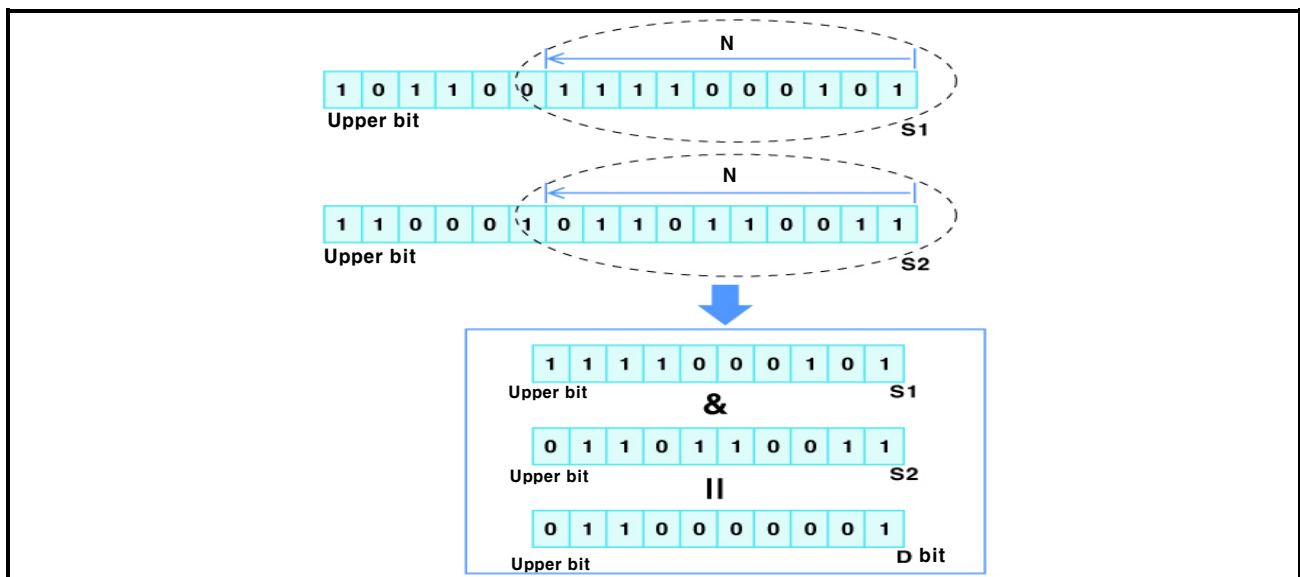 N
1 0 1 1 0 0 1 1 1 1 0 0 0 1 0 1
Upper bit
S1
N
1 1 0 0 0 1 0 1 1 0 1 1 0 0 1 1
Upper bit
S2
1 1 1 1 0 0 0 1 0 1
Upper bit
S1
&
0 1 1 0 1 1 0 0 1 1
Upper bit
S2
||
0 1 1 0 0 0 0 0 0 1
Upper bit
D bit